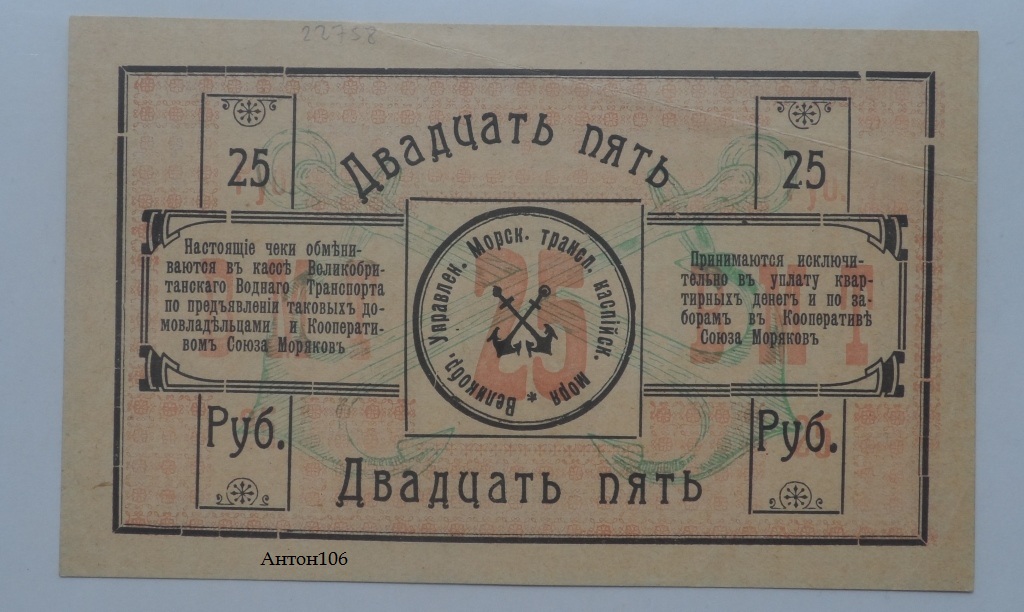 22758
Двадцать пять
25
25
Настоящіе чеки обмѣни-
ваются въ кассѣ Великобри-
танскаго Воднаго Транспорта
по предъявленіи таковыхъ до-
мовладѣльцами и Кооперати-
вомъ Союза Моряковъ
Великобр. Управлен. Морск. трансп. каспійск. моря *
25
Принимаются исключи-
тельно въ уплату квар-
тирныхъ денегъ и по за-
борамъ въ Кооперативѣ
Союза Моряковъ
Руб.
Руб.
Двадцать пять
Антон106